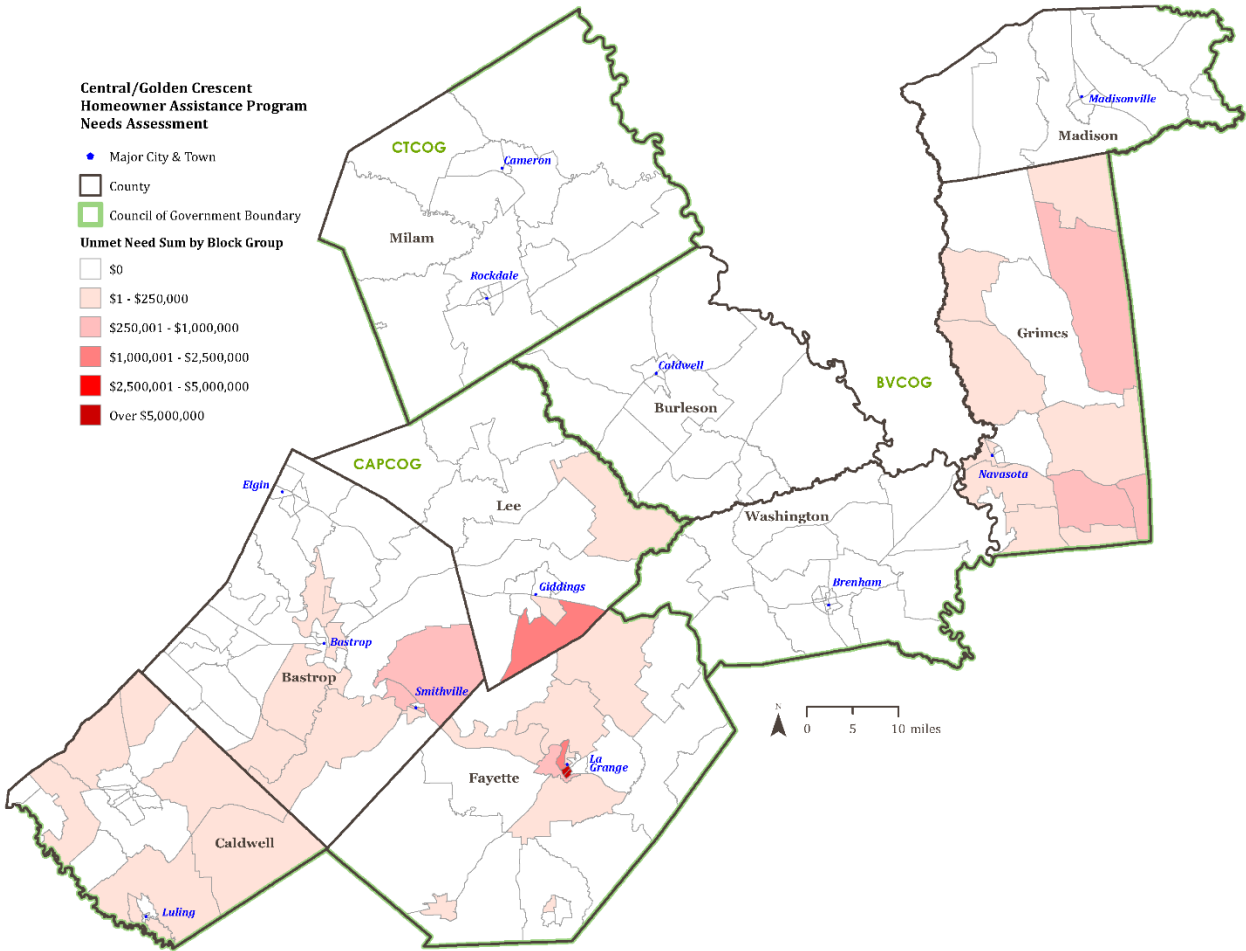 Central/Golden Crescent
Homeowner Assistance Program
Needs Assessment
Major City & Town
County
Council of Government Boundary
Unmet Need Sum by Block Group
$0
$1 - $250,000
$250,001 - $1,000,000
$1,000,001 - $2,500,000
$2,500,001 - $5,000,000
Over $5,000,000
Madisonville
Madison
CTCOG
Cameron
Milam
Rockdale
Grimes
Caldwell
Burleson
BVCOG
CAPCOG
Elgin
Lee
Navasota
Washington
Giddings
Brenham
Bastrop
Bastrop
Smithville
N
0 5 10 miles
La
Grange
Fayette
Caldwell
Luling